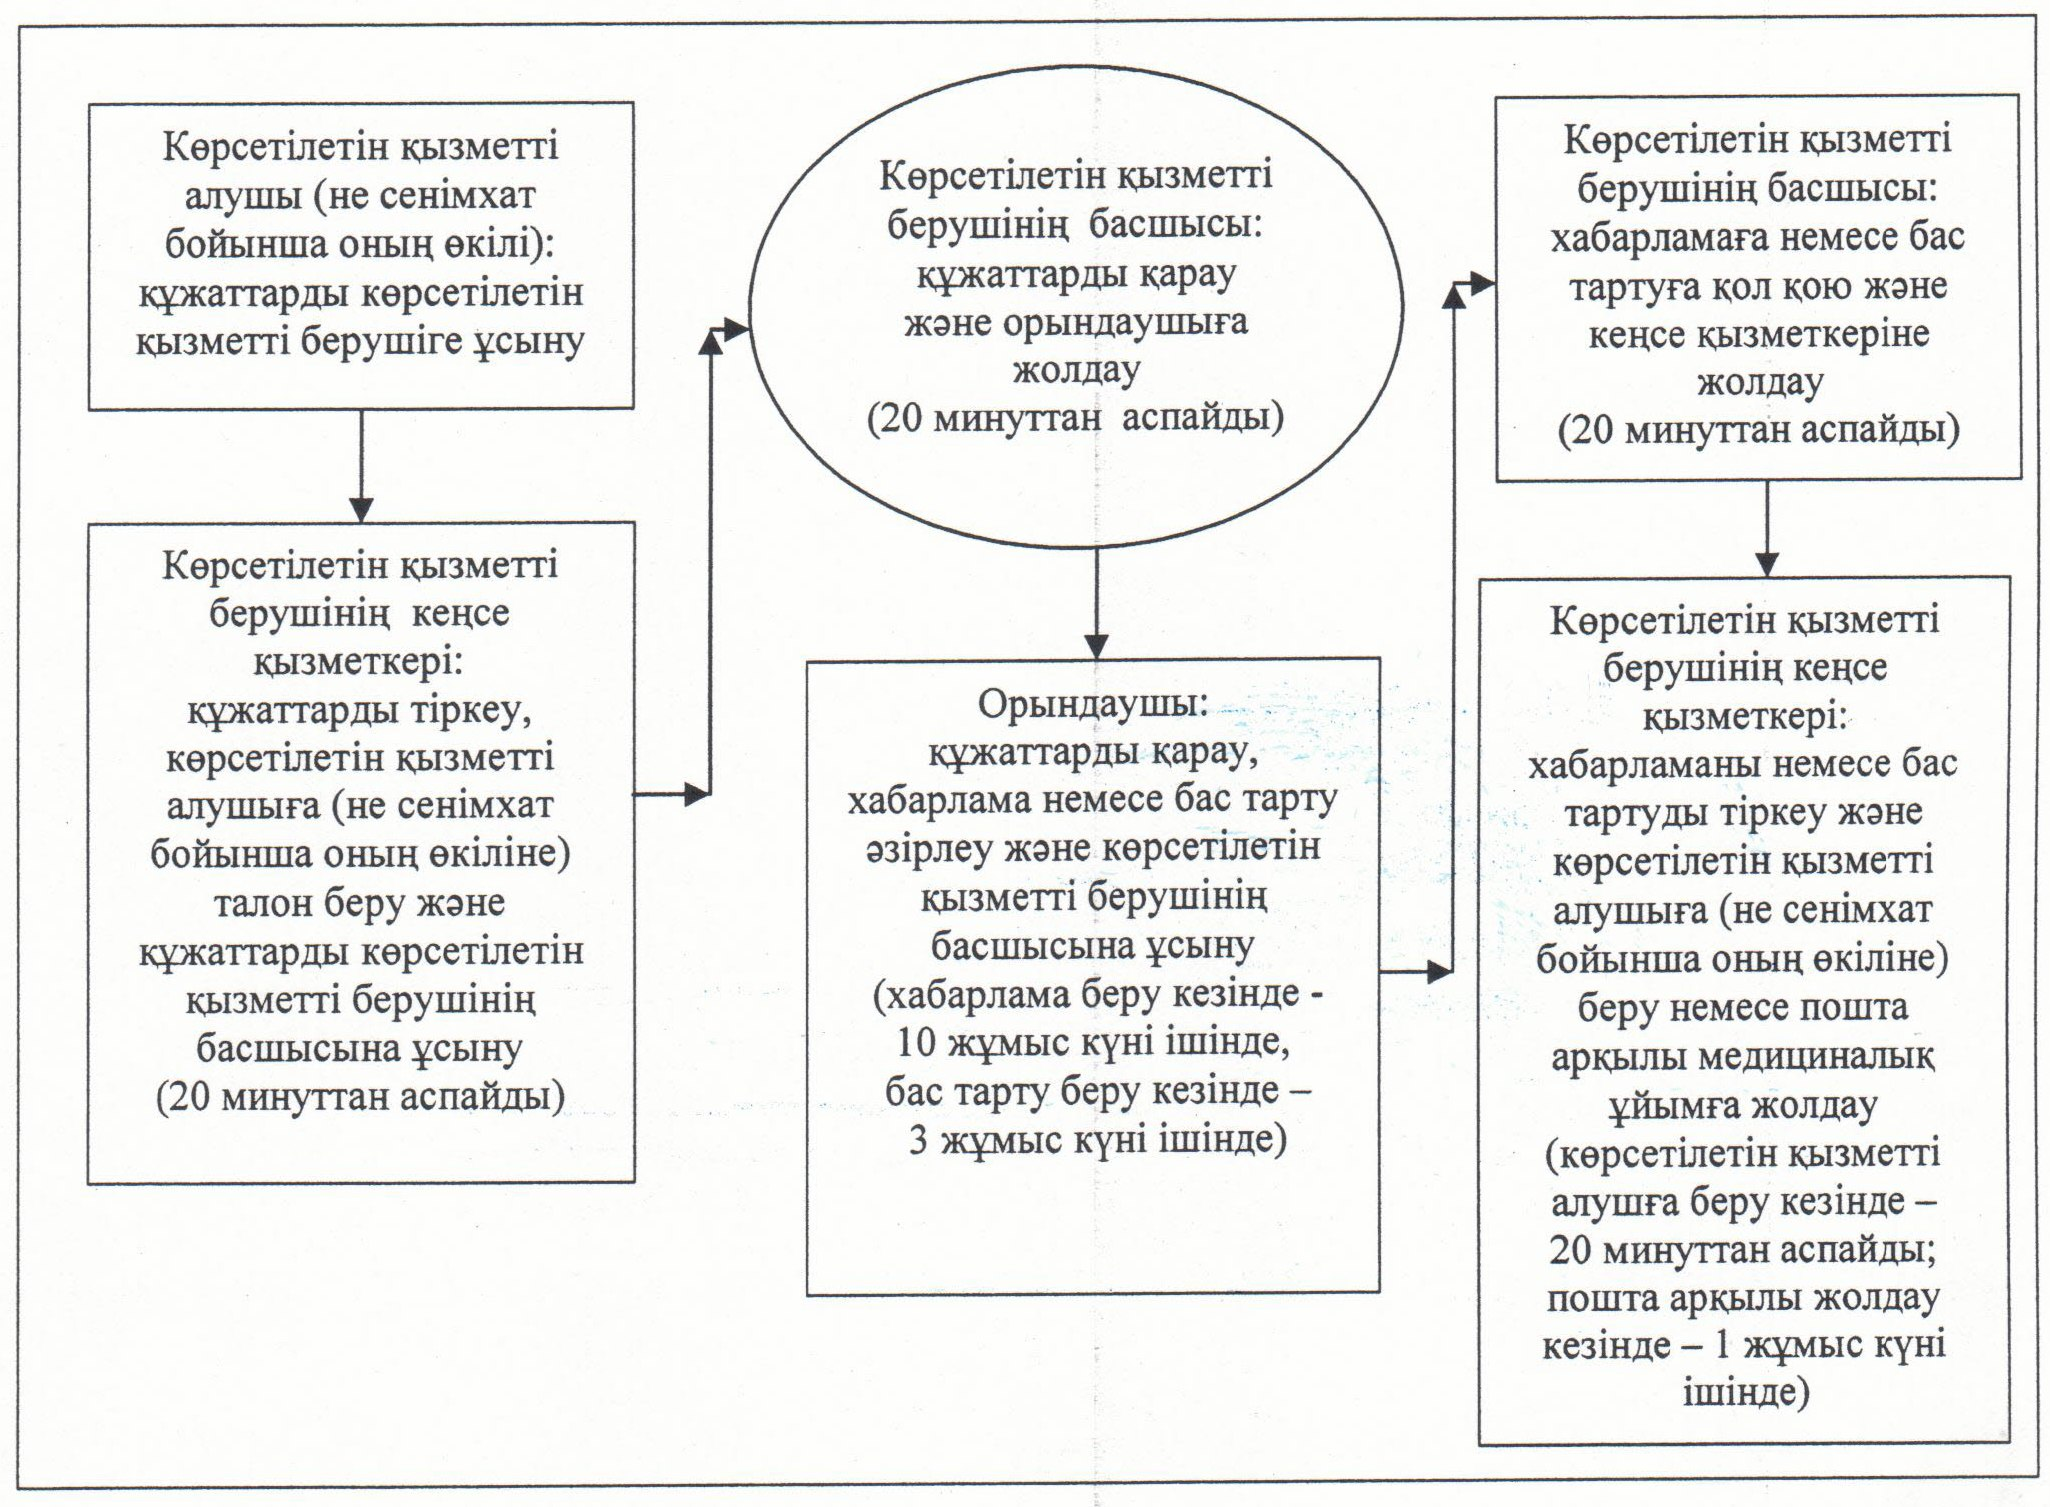 Көрсетілетін қызметті
алушы (не сенімхат
бойынша оның өкілі):
құжаттарды көрсетілетін
қызметті берушіге ұсыну
Көрсетілетін қызметті
берушінің кеңсе
қызметкері:
құжаттарды тіркеу,
көрсетілетін қызметті
алушыға (не сенімхат
бойынша оның өкіліне)
талон беру және
құжаттарды көрсетілетін
қызметті берушінің
басшысына ұсыну
(20 минуттан аспайды)
Көрсетілетін қызметті
берушінің басшысы:
құжаттарды қарау
және орындаушыға
жолдау
(20 минуттан аспайды)
Орындаушы:
құжаттарды қарау,
хабарлама немесе бас тарту
әзірлеу және көрсетілетін
қызметті берушінің
басшысына ұсыну
(хабарлама беру кезінде -
10 жұмыс күні ішінде,
бас тарту беру кезінде –
3 жұмыс күні ішінде)
Көрсетілетін қызметті
берушінің басшысы:
хабарламаға немесе бас
тартуға қол қою және
кеңсе қызметкеріне
жолдау
(20 минуттан аспайды)
Көрсетілетін қызметті
берушінің кеңсе
қызметкері:
хабарламаны немесе бас
тартуды тіркеу және
көрсетілетін қызметті
алушыға (не сенімхат
бойынша оның өкіліне)
беру немесе пошта
арқылы медициналық
ұйымға жолдау
(көрсетілетін қызметті
алушға беру кезінде –
20 минуттан аспайды;
пошта арқылы жолдау
кезінде – 1 жұмыс күні
ішінде)